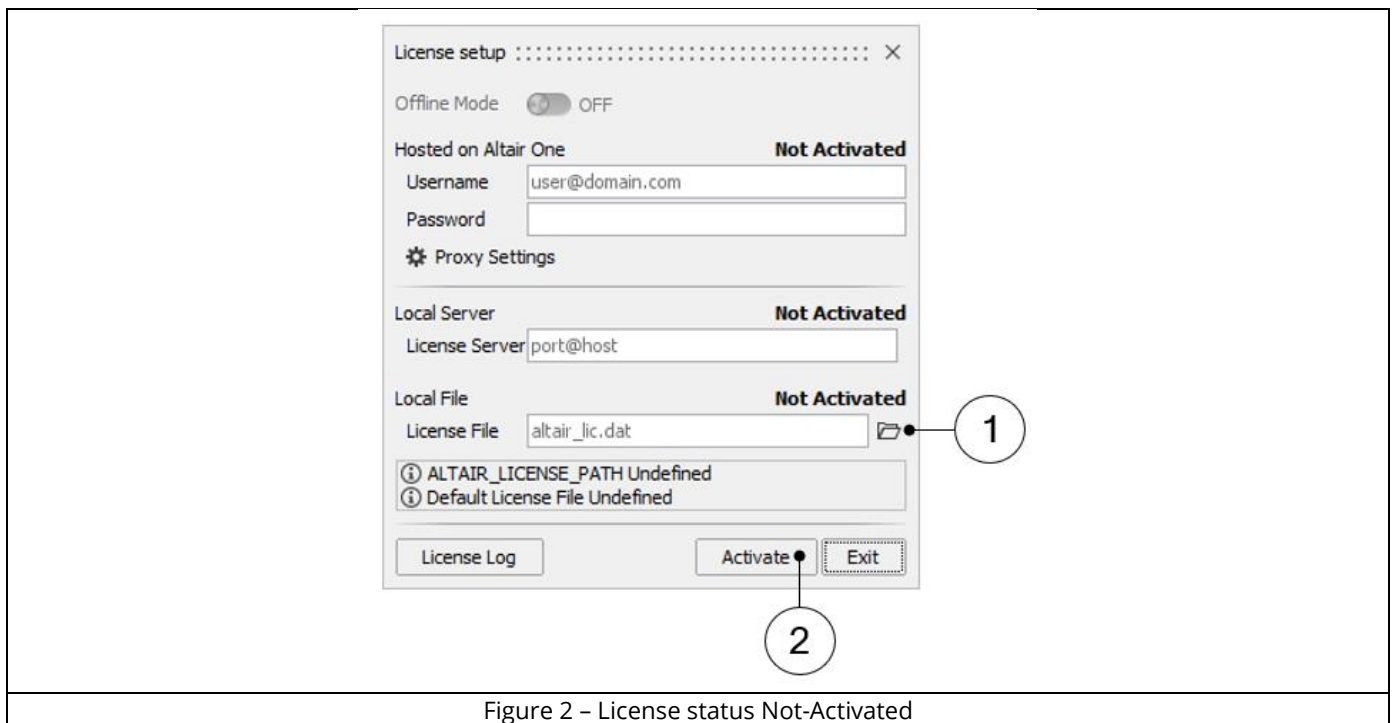 License setup
Offline Mode OFF
Hosted on Altair One Not Activated
Username user@domain.com
Password
Proxy Settings
Local Server Not Activated
License Server port@host
Local File Not Activated
License File altair_lic.dat
1
ALTAIR_LICENSE_PATH Undefined
Default License File Undefined
License Log Activate Exit
2
Figure 2 – License status Not-Activated